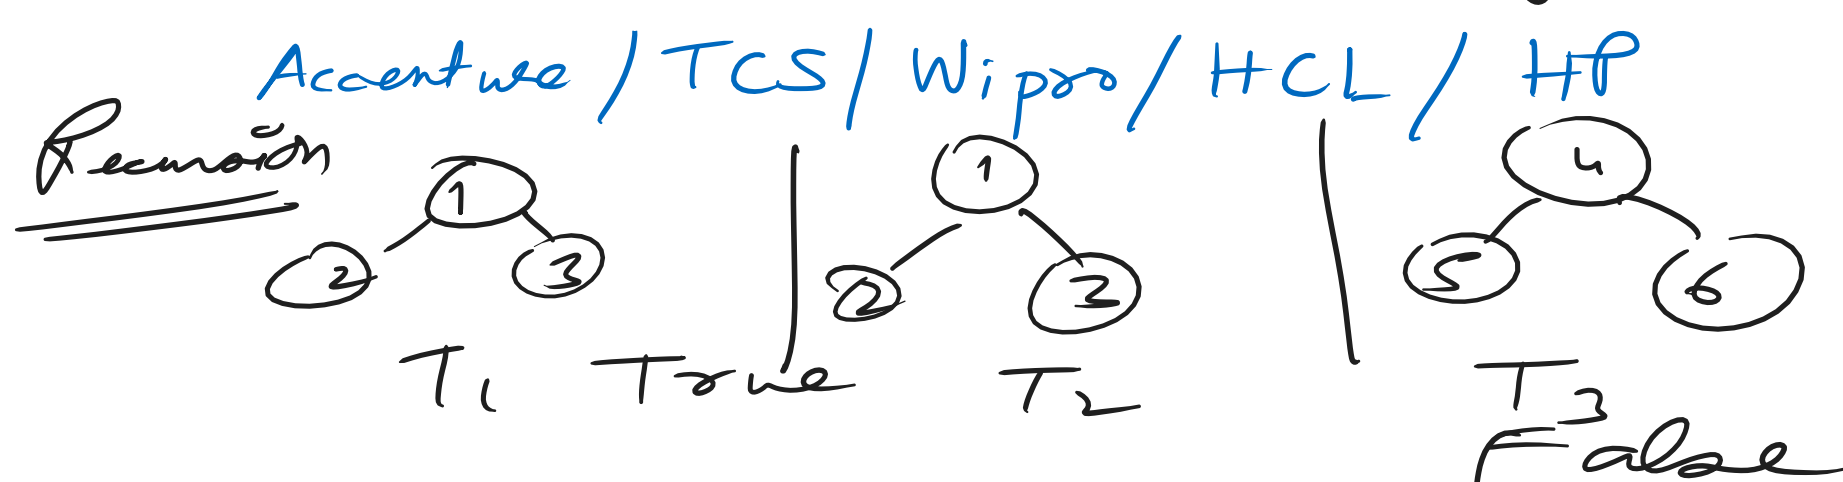 Accenture / TCS / Wipro / HCL / HP
Recursion
1 1 4
2 3 2 3 5 6
T1 True T2 T3
False